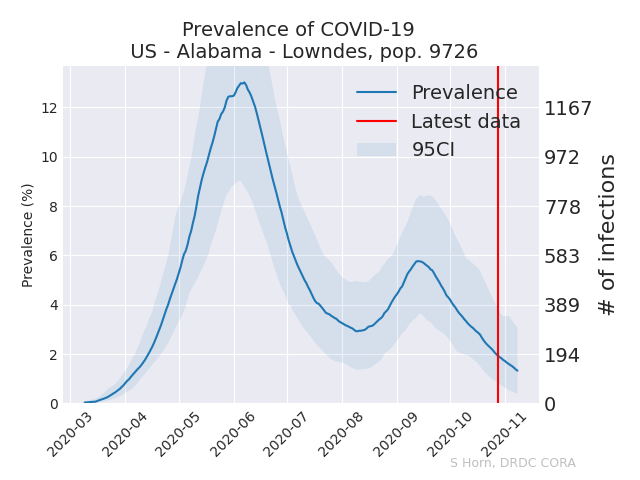 Prevalence of COVID-19
US - Alabama - Lowndes, pop. 9726
Prevalence
Latest data
95CI
12
10
8
6
4
2
0
Prevalence (%)
1167
972
778
583
389
194
0
# of infections
2020-03
2020-04
2020-05
2020-06
2020-07
2020-08
2020-09
2020-10
2020-11
S Horn, DRDC CORA